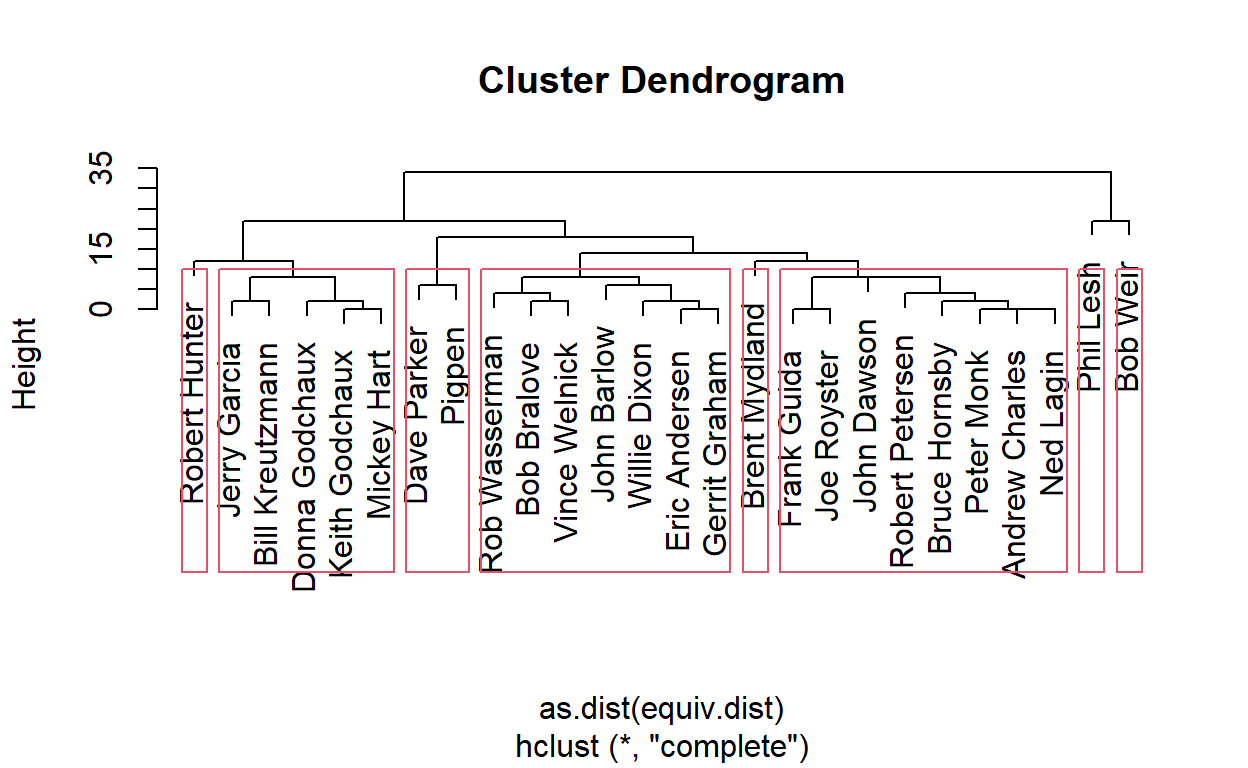 Cluster Dendrogram
Height
35
15
0
Robert Hunter
Jerry Garcia
Bill Kreutzmann
Donna Godchaux
Keith Godchaux
Mickey Hart
Dave Parker
Pigpen
Rob Wasserman
Bob Bralove
Vince Welnick
John Barlow
Willie Dixon
Eric Andersen
Gerrit Graham
Brent Mydland
Frank Guida
Joe Royster
John Dawson
Robert Petersen
Bruce Hornsby
Peter Monk
Andrew Charles
Ned Lagin
Phil Lesh
Bob Weir
as.dist(equiv.dist)
hclust (*, "complete")